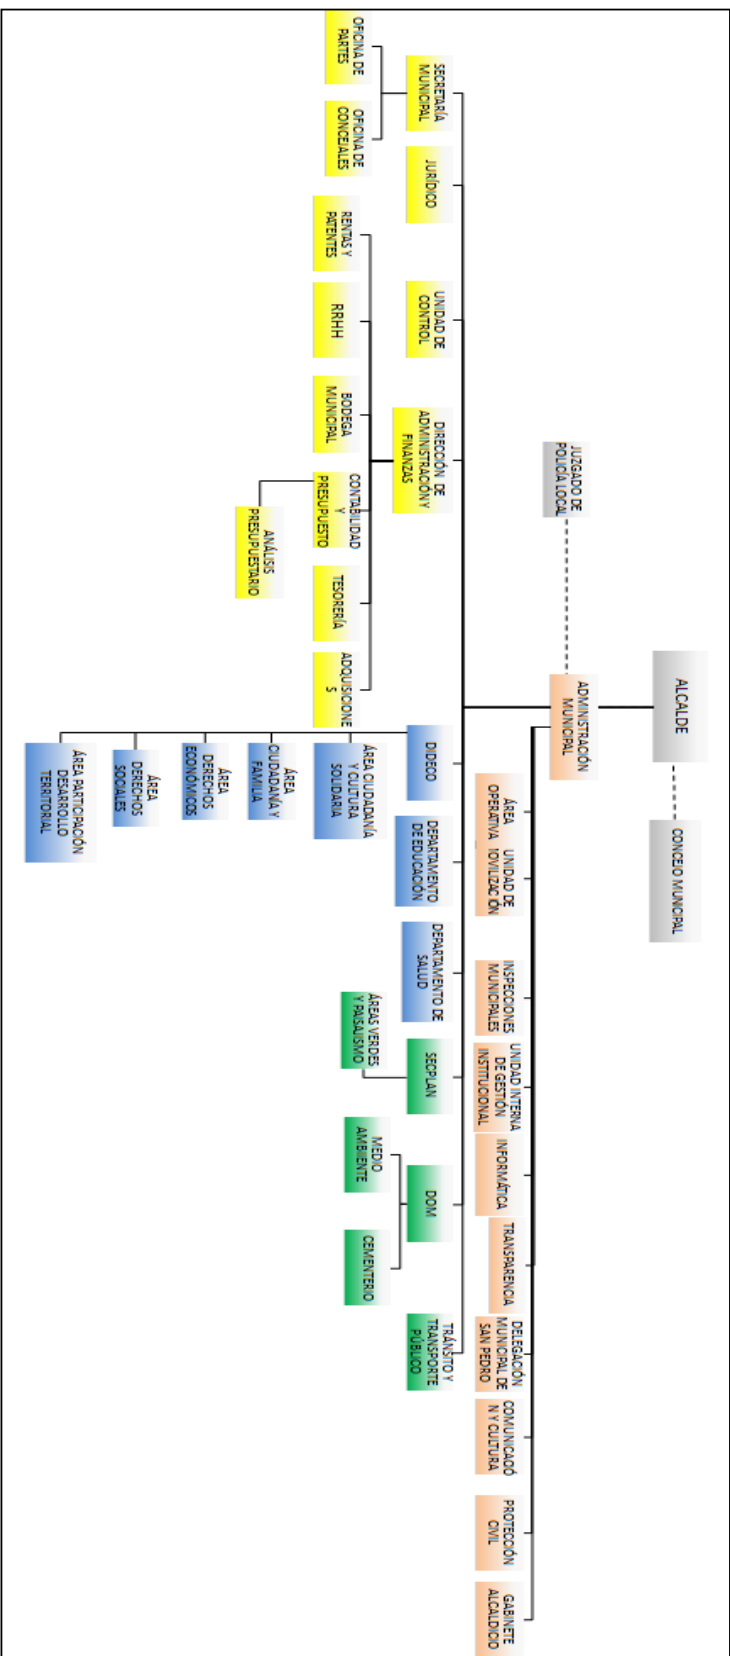 ALCALDE
CONCEJO MUNICIPAL
ADMINISTRACIÓN
MUNICIPAL
JUZGADO DE
POLICÍA LOCAL
ÁREA
OPERATIVA
UNIDAD DE
OVILIZACIÓN
INSPECCIONES
MUNICIPALES
UNIDAD INTERNA
DE GESTIÓN
INSTITUCIONAL
INFORMÁTICA
TRANSPARENCIA
DELEGACIÓN
MUNICIPAL DE
SAN PEDRO
COMUNICACIÓ
N Y CULTURA
PROTECCIÓN
CIVIL
GABINETE
ALCALDICIO
SECRETARÍA
MUNICIPAL
JURÍDICO
UNIDAD DE
CONTROL
DIRECCIÓN DE
ADMINISTRACIÓN Y
FINANZAS
DIDECO
DEPARTAMENTO
DE EDUCACIÓN
DEPARTAMENTO DE
SALUD
SECPLAN
DOM
TRÁNSITO Y
TRANSPORTE
PÚBLICO
OFICINA DE
PARTES
OFICINA DE
CONCEJALES
RENTAS Y
PATENTES
RRHH
BODEGA
MUNICIPAL
CONTABILIDAD
Y
PRESUPUESTO
TESORERÍA
ADQUISICIONE
S
ANÁLISIS
PRESUPUESTARIO
ÁREA CIUDADANÍA
Y CULTURA
SOLIDARIA
ÁREA
CIUDADANÍA Y
FAMILIA
ÁREA
DERECHOS
ECONÓMICOS
ÁREA
DERECHOS
SOCIALES
ÁREA PARTICIPACIÓN
DESARROLLO
TERRITORIAL
ÁREAS VERDES
Y PAISAJISMO
MEDIO
AMBIENTE
CEMENTERIO